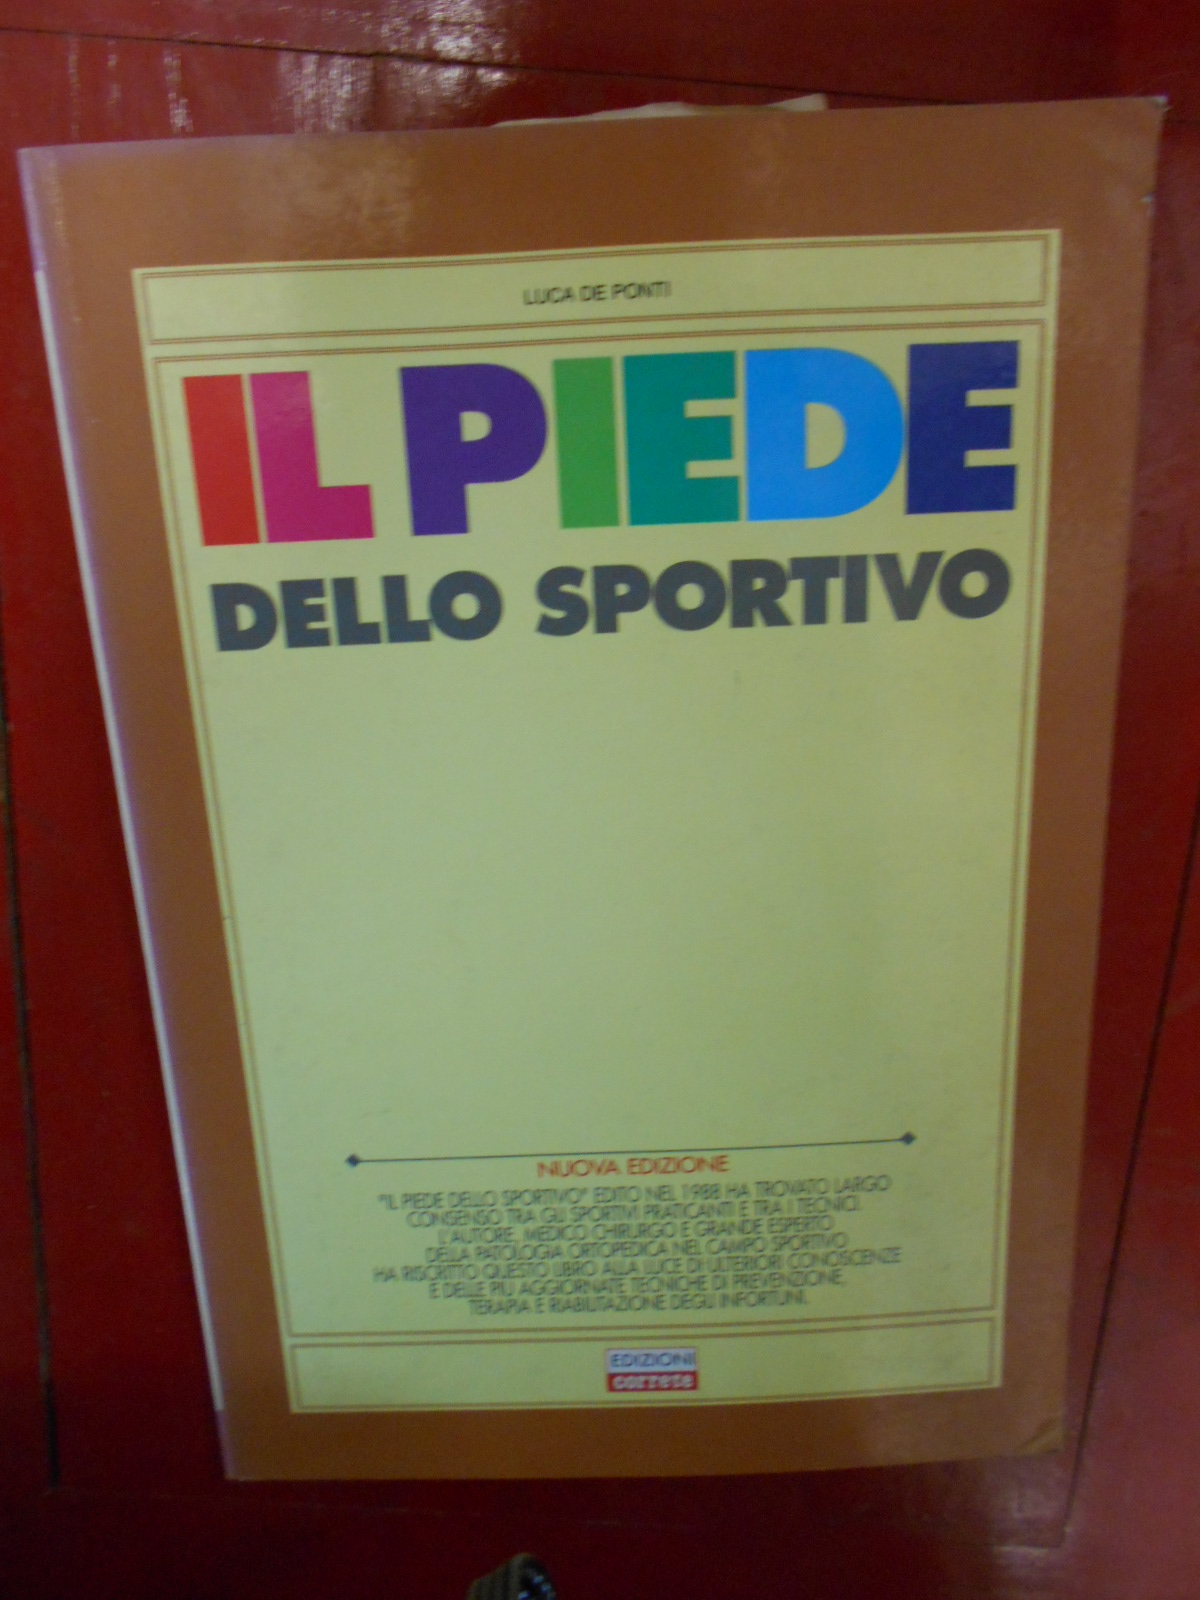 LUCA DE PONTI
IL PIEDE
DELLO SPORTIVO
NUOVA EDIZIONE
"IL PIEDE DELLO SPORTIVO" EDITO NEL 1988 HA TROVATO LARGO
CONSENSO TRA GLI SPORTIVI PRATICANTI E TRA I TECNICI.
L'AUTORE, MEDICO CHIRURGO E GRANDE ESPERTO
DELLA PATOLOGIA ORTOPEDICA NEL CAMPO SPORTIVO
HA RISCRITTO QUESTO LIBRO ALLA LUCE DI ULTERIORI CONOSCENZE
E DELLE PIÙ AGGIORNATE TECNICHE DI PREVENZIONE,
TERAPIA E RIABILITAZIONE DEGLI INFORTUNI.
EDIZIONI
correre